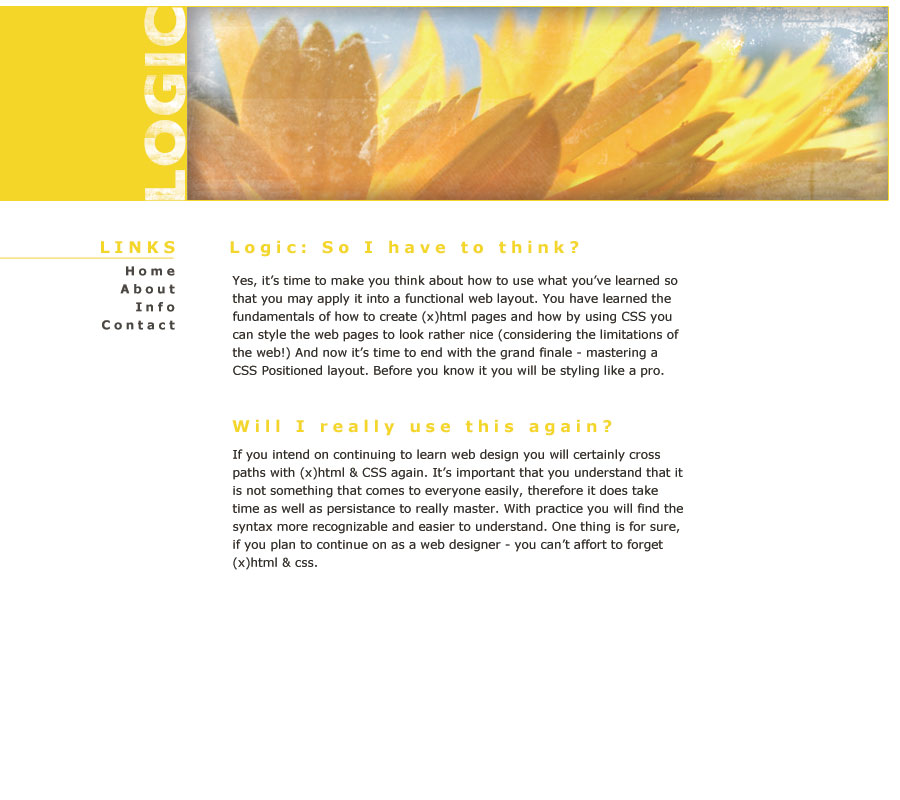 LOGIC
LINKS
Home
About
Info
Contact
Logic: So I have to think?
Yes, it’s time to make you think about how to use what you’ve learned so
that you may apply it into a functional web layout. You have learned the
fundamentals of how to create (x)html pages and how by using CSS you
can style the web pages to look rather nice (considering the limitations of
the web!) And now it’s time to end with the grand finale - mastering a
CSS Positioned layout. Before you know it you will be styling like a pro.
Will I really use this again?
If you intend on continuing to learn web design you will certainly cross
paths with (x)html & CSS again. It’s important that you understand that it
is not something that comes to everyone easily, therefore it does take
time as well as persistance to really master. With practice you will find the
syntax more recognizable and easier to understand. One thing is for sure,
if you plan to continue on as a web designer - you can’t affort to forget
(x)html & css.